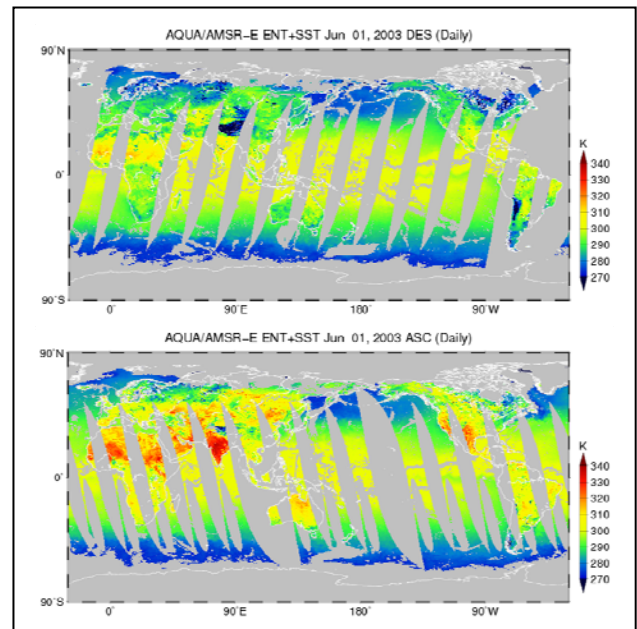 AQUA/AMSR-E ENT+SST Jun 01, 2003 DES (Daily)
90˚N
0˚
90˚S
0˚ 90˚E 180˚ 90˚W
K
340
330
320
310
300
290
280
270
AQUA/AMSR-E ENT+SST Jun 01, 2003 ASC (Daily)
90˚N
0˚
90˚S
0˚ 90˚E 180˚ 90˚W
K
340
330
320
310
300
290
280
270